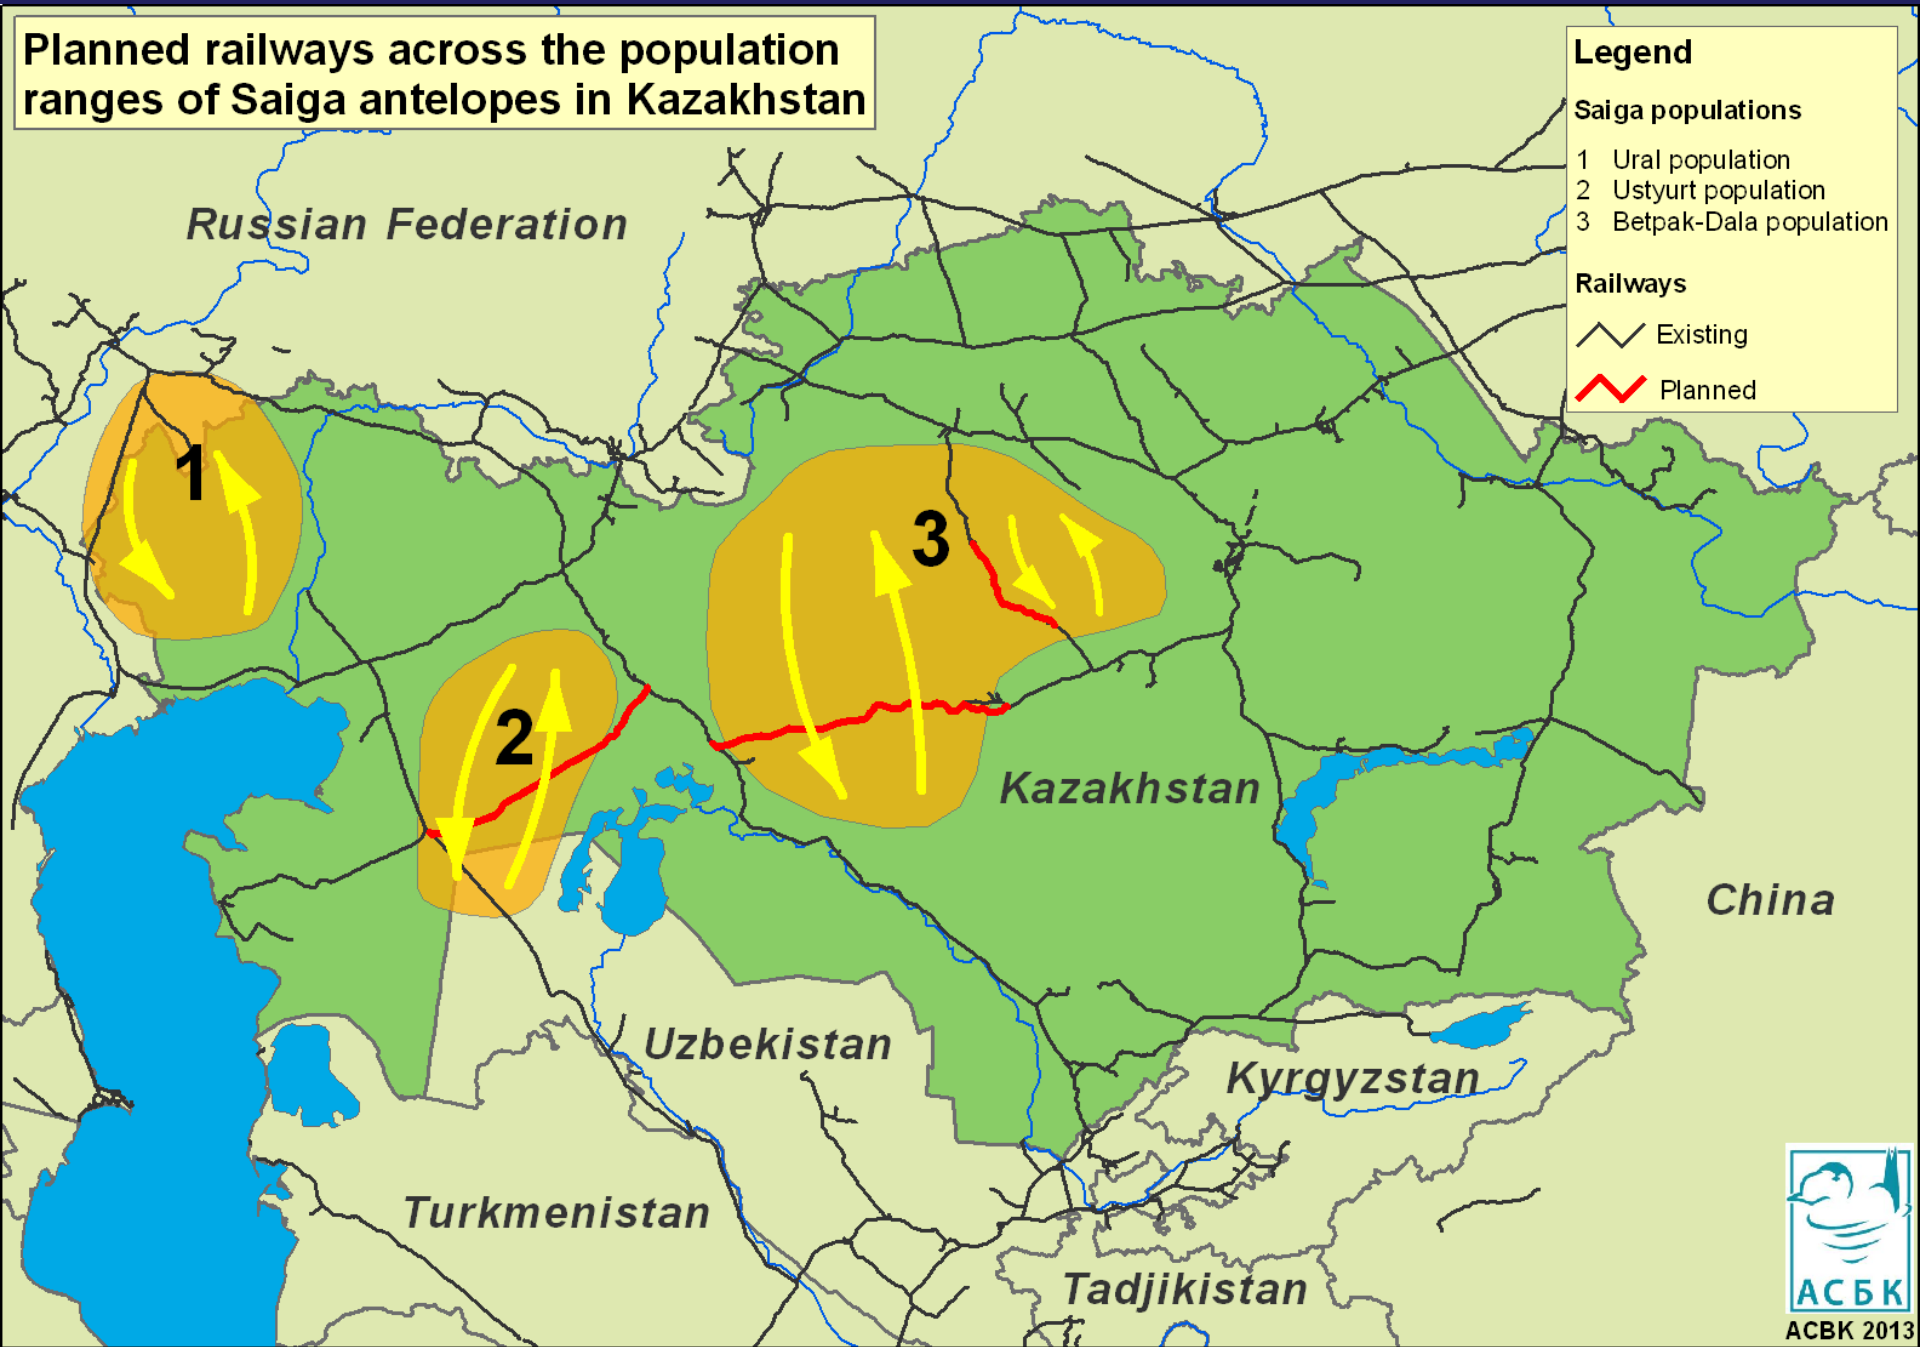 Planned railways across the population
ranges of Saiga antelopes in Kazakhstan
Legend
Saiga populations
1 Ural population
2 Ustyurt population
3 Betpak-Dala population
Railways
Existing
Planned
Russian Federation
1
3
2
Kazakhstan
China
Uzbekistan
Kyrgyzstan
Turkmenistan
Tadjikistan
АСБК
ACBK 2013